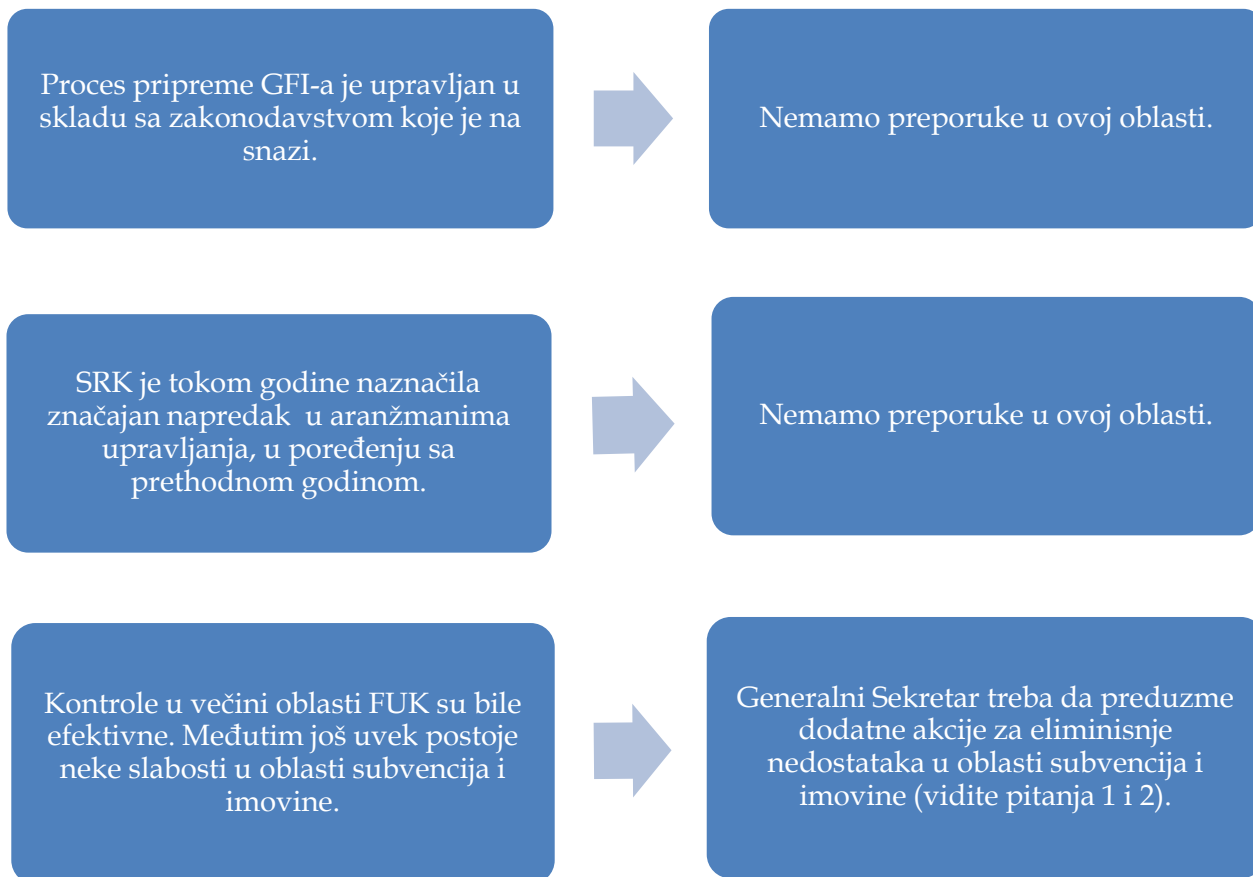 Proces pripreme GFI-a je upravljan u
skladu sa zakonodavstvom koje je na
snazi.
Nemamo preporuke u ovoj oblasti.
SRK je tokom godine naznačila
značajan napredak u aranžmanima
upravljanja, u poređenju sa
prethodnom godinom.
Nemamo preporuke u ovoj oblasti.
Kontrole u večini oblasti FUK su bile
efektivne. Međutim još uvek postoje
neke slabosti u oblasti subvencija i
imovine.
Generalni Sekretar treba da preduzme
dodatne akcije za eliminisnje
nedostataka u oblasti subvencija i
imovine (vidite pitanja 1 i 2).